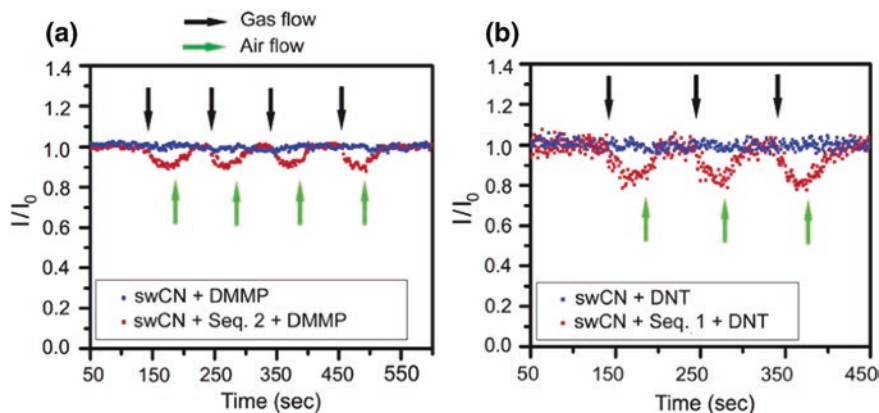 (a)
Gas flow
Air flow
1.4
1.2
1.0
0.8
0.6
0.4
0.2
0.0
I/I0
swCN + DMMP
swCN + Seq. 2 + DMMP
50 150 250 350 450 550
Time (sec)
(b)
1.4
1.2
1.0
0.8
0.6
0.4
0.2
0.0
I/I0
swCN + DNT
swCN + Seq. 1 + DNT
50 150 250 350 450
Time (sec)